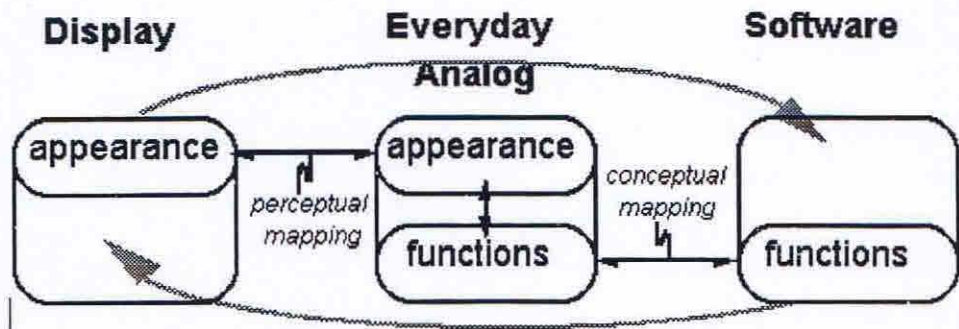 Display
Everyday
Analog
Software
appearance
appearance
perceptual
mapping
conceptual
mapping
functions
functions